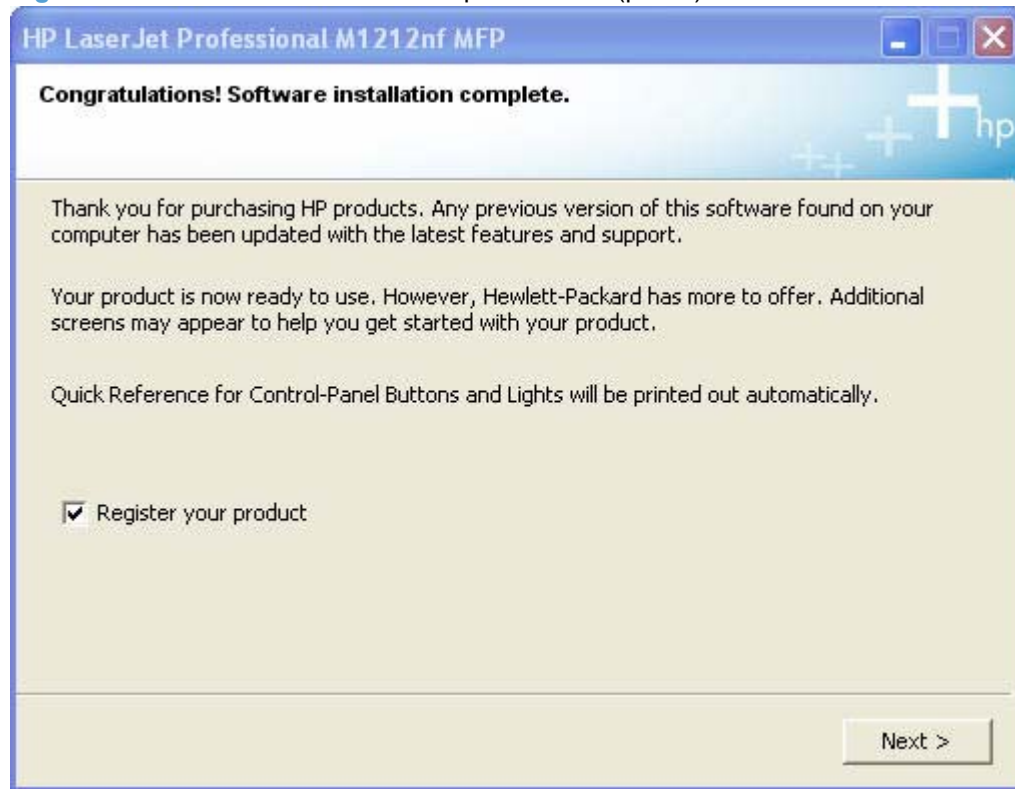 HP LaserJet Professional M1212nf MFP
Congratulations! Software installation complete.
hp
Thank you for purchasing HP products. Any previous version of this software found on your
computer has been updated with the latest features and support.
Your product is now ready to use. However, Hewlett-Packard has more to offer. Additional
screens may appear to help you get started with your product.
Quick Reference for Control-Panel Buttons and Lights will be printed out automatically.
Register your product
Next >